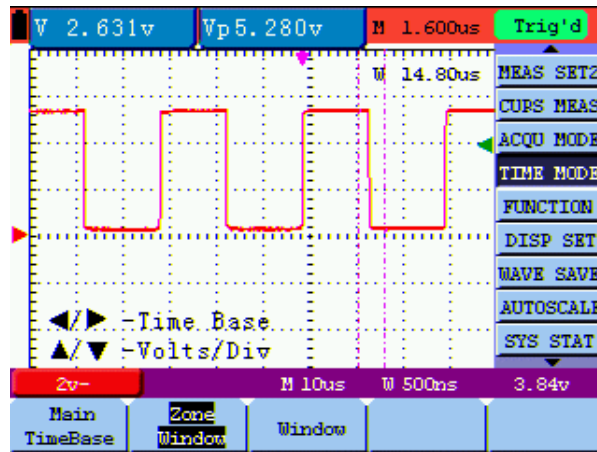 V 2.631v Vp5.280v M 1.600us Trig'd
W 14.80us
MEAS SET2
CUPS MEAS
ACQU MODE
TIME MODE
FUNCTION
DISP SET
WAVE SAVE
AUTOSCALE
SYS STAT
◀/▶ -Time Base
▲/▼ -Volts/Div
2v- M 10us W 500ns 3.84v
Main TimeBase
Zone Window
Window